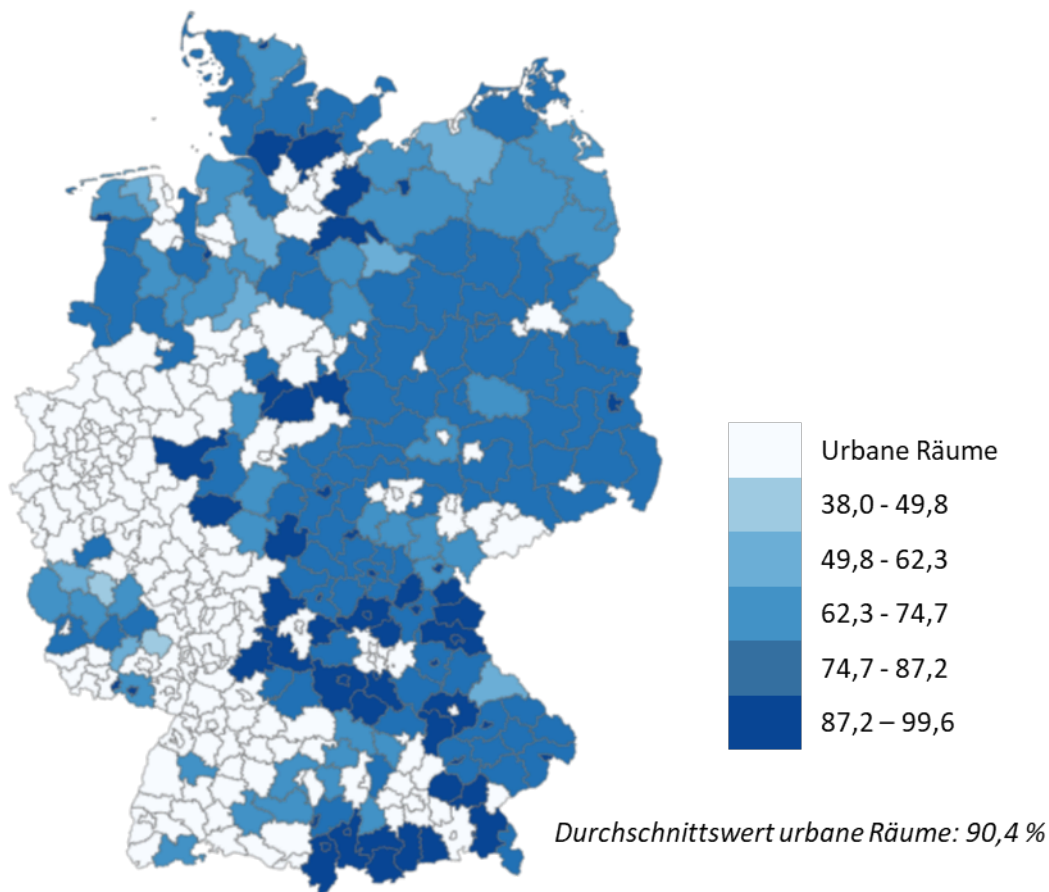 Urbane Räume
38,0 - 49,8
49,8 - 62,3
62,3 - 74,7
74,7 - 87,2
87,2 – 99,6
Durchschnittswert urbane Räume: 90,4 %